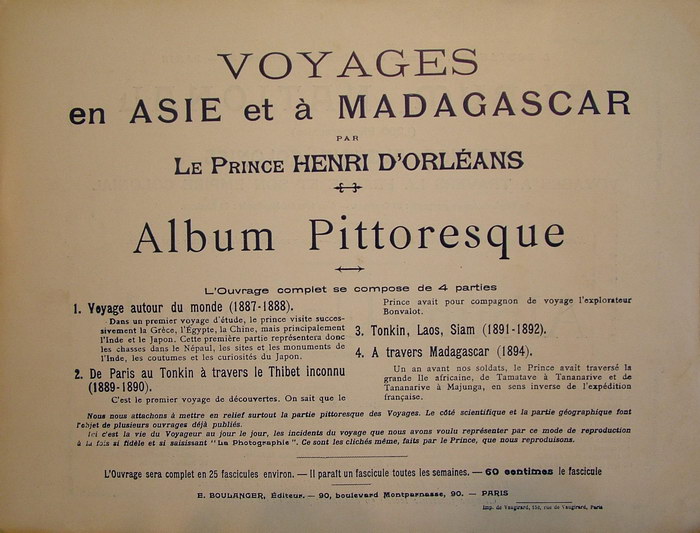 VOYAGES
en ASIE et à MADAGASCAR
PAR
LE PRINCE HENRI D'ORLÉANS
Album Pittoresque
L'Ouvrage complet se compose de 4 parties
1. Voyage autour du monde (1887-1888).
Dans un premier voyage d'étude, le prince visite succes-
sivement la Grèce, l'Égypte, la Chine, mais principalement
l'Inde et le Japon. Cette première partie représentera donc
les chasses dans le Népaul, les sites et les monuments de
l'Inde, les coutumes et les curiosités du Japon.
2. De Paris au Tonkin à travers le Thibet inconnu
(1889-1890).
C'est le premier voyage de découvertes. On sait que le
Prince avait pour compagnon de voyage l'explorateur
Bonvalot.
3. Tonkin, Laos, Siam (1891-1892).
4. A travers Madagascar (1894).
Un an avant nos soldats, le Prince avait traversé la
grande Ile africaine, de Tamatave à Tananarive et de
Tananarive à Majunga, en sens inverse de l'expédition
française.
Nous nous attachons à mettre en relief surtout la partie pittoresque des Voyages. Le côté scientifique et la partie géographique font
l'objet de plusieurs ouvrages déjà publiés.
Ici c'est la vie du Voyageur au jour le jour, les incidents du voyage que nous avons voulu représenter par ce mode de reproduction
à la fois si fidèle et si saisissant "La Photographie". Ce sont les clichés même, faits par le Prince, que nous reproduisons.
L'Ouvrage sera complet en 25 fascicules environ. — Il paraît un fascicule toutes les semaines. — 60 centimes le fascicule
E. BOULANGER, Éditeur. — 90, boulevard Montparnasse, 90. — PARIS
Imp. de Vaugirard, 152, rue de Vaugirard, Paris